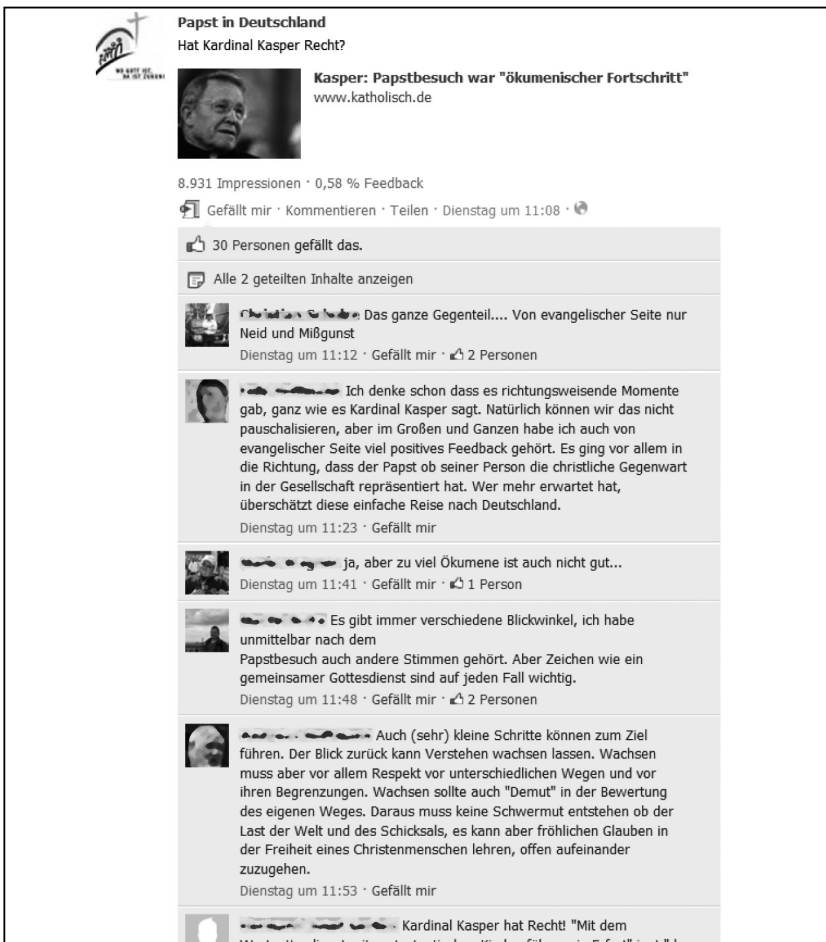 Papst in Deutschland
Hat Kardinal Kasper Recht?
WO GOTT IST,
DA IST ZUKUNFT
Kasper: Papstbesuch war "ökumenischer Fortschritt"
www.katholisch.de
8.931 Impressionen · 0,58 % Feedback
Gefällt mir · Kommentieren · Teilen · Dienstag um 11:08 ·
30 Personen gefällt das.
Alle 2 geteilten Inhalte anzeigen
Das ganze Gegenteil.... Von evangelischer Seite nur
Neid und Mißgunst
Dienstag um 11:12 · Gefällt mir · 2 Personen
Ich denke schon dass es richtungsweisende Momente
gab, ganz wie es Kardinal Kasper sagt. Natürlich können wir das nicht
pauschalisieren, aber im Großen und Ganzen habe ich auch von
evangelischer Seite viel positives Feedback gehört. Es ging vor allem in
die Richtung, dass der Papst ob seiner Person die christliche Gegenwart
in der Gesellschaft repräsentiert hat. Wer mehr erwartet hat,
überschätzt diese einfache Reise nach Deutschland.
Dienstag um 11:23 · Gefällt mir
ja, aber zu viel Ökumene ist auch nicht gut...
Dienstag um 11:41 · Gefällt mir · 1 Person
Es gibt immer verschiedene Blickwinkel, ich habe
unmittelbar nach dem
Papstbesuch auch andere Stimmen gehört. Aber Zeichen wie ein
gemeinsamer Gottesdienst sind auf jeden Fall wichtig.
Dienstag um 11:48 · Gefällt mir · 2 Personen
Auch (sehr) kleine Schritte können zum Ziel
führen. Der Blick zurück kann Verstehen wachsen lassen. Wachsen
muss aber vor allem Respekt vor unterschiedlichen Wegen und vor
ihren Begrenzungen. Wachsen sollte auch "Demut" in der Bewertung
des eigenen Weges. Daraus muss keine Schwermut entstehen ob der
Last der Welt und des Schicksals, es kann aber fröhlichen Glauben in
der Freiheit eines Christenmenschen lehren, offen aufeinander
zuzugehen.
Dienstag um 11:53 · Gefällt mir
Kardinal Kasper hat Recht! "Mit dem